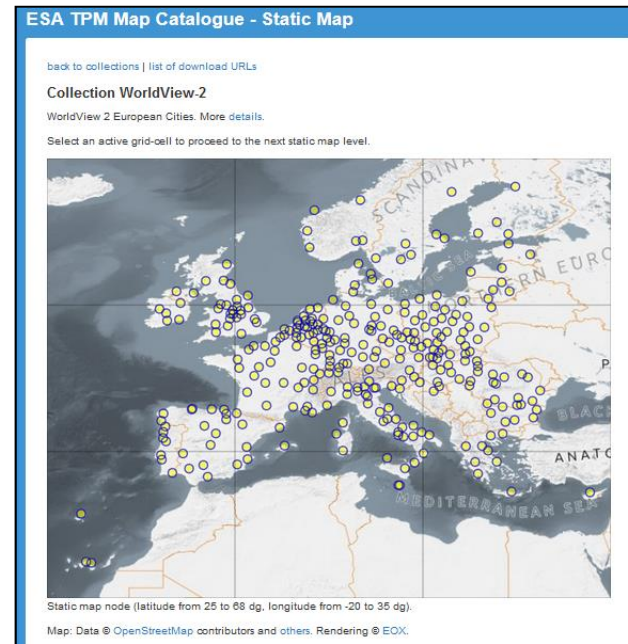 ESA TPM Map Catalogue - Static Map
back to collections | list of download URLs
Collection WorldView-2
WorldView 2 European Cities. More details.
Select an active grid-cell to proceed to the next static map level.
SCANDINAV
EURO
BLACK
ANATO
MEDITERRANEAN SEA
Static map node (latitude from 25 to 68 dg, longitude from -20 to 35 dg).
Map: Data © OpenStreetMap contributors and others. Rendering © EOX.